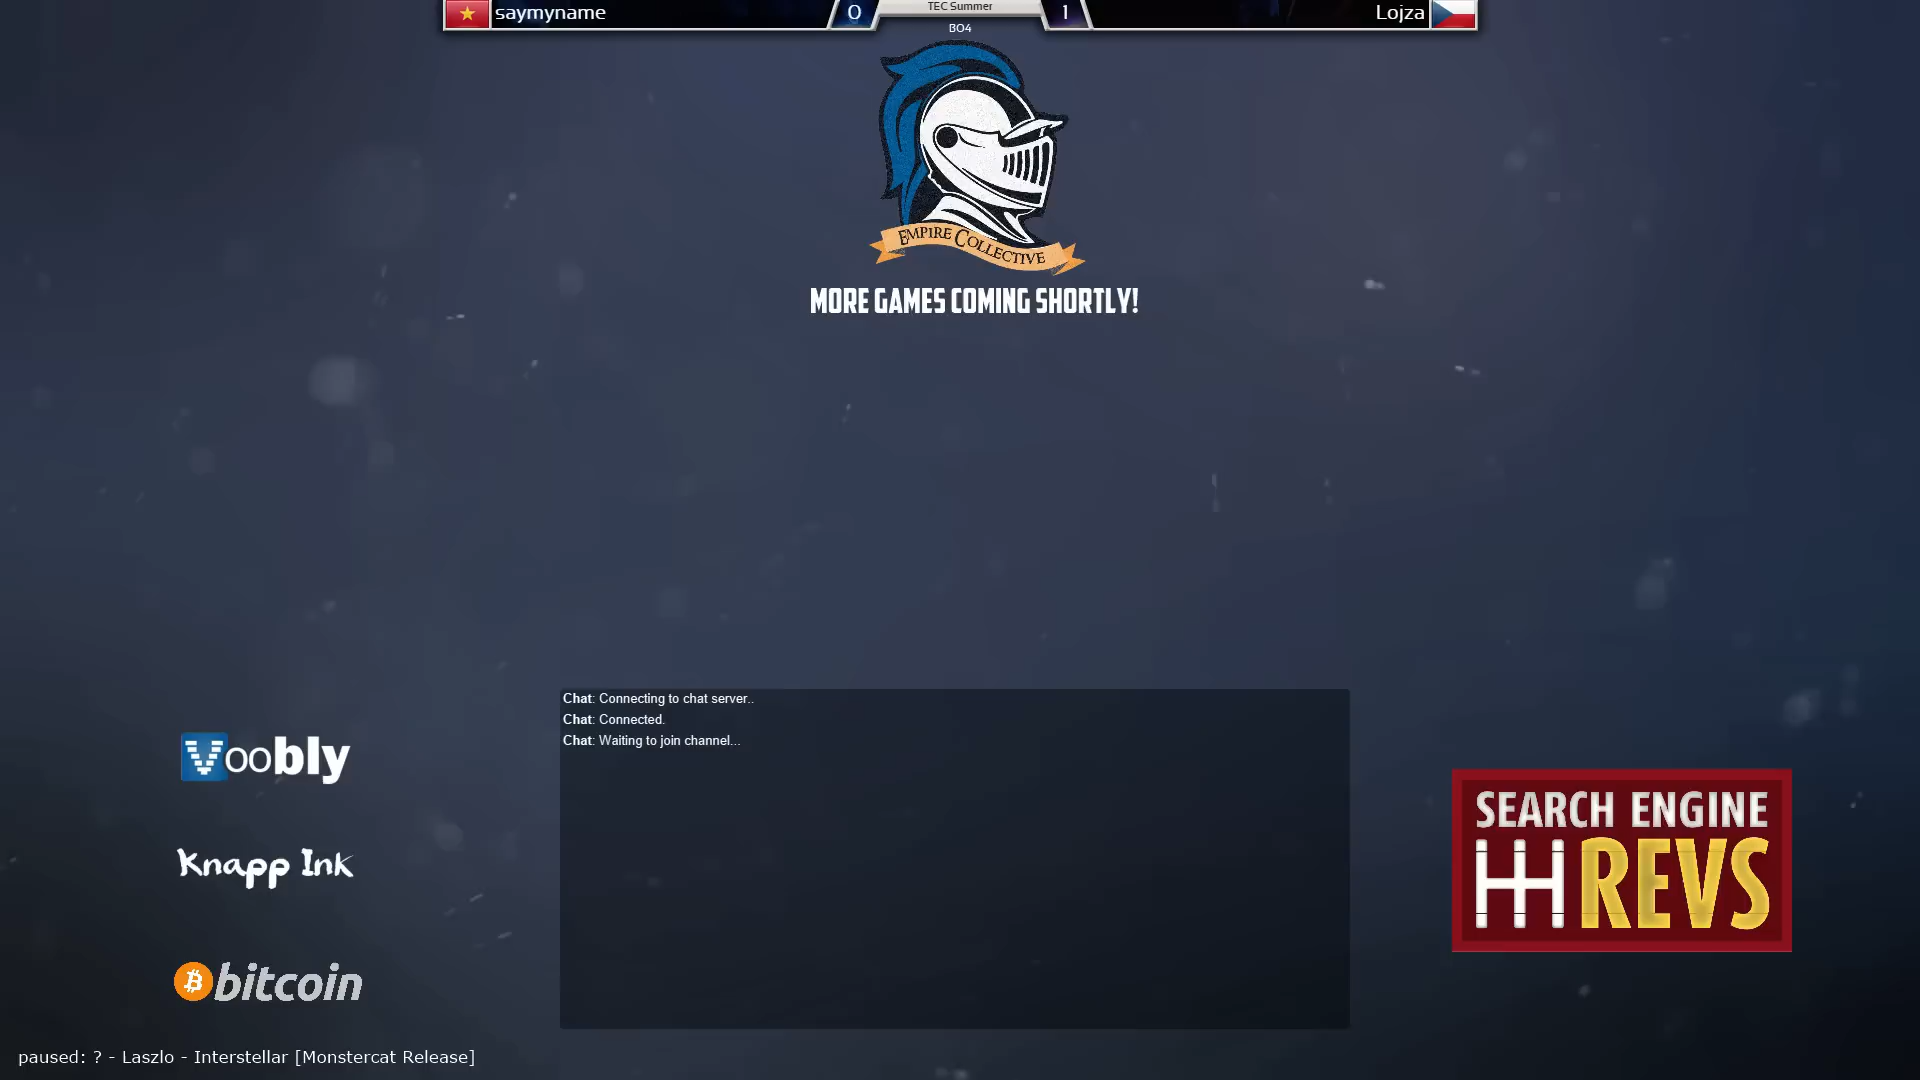 saymyname
0
TEC Summer
1
Lojza
BO4
EMPIRE COLLECTIVE
MORE GAMES COMING SHORTLY!
Chat: Connecting to chat server..
Chat: Connected.
Chat: Waiting to join channel...
Voobly
Knapp Ink
bitcoin
SEARCH ENGINE
REVS
paused: ? - Laszlo - Interstellar [Monstercat Release]